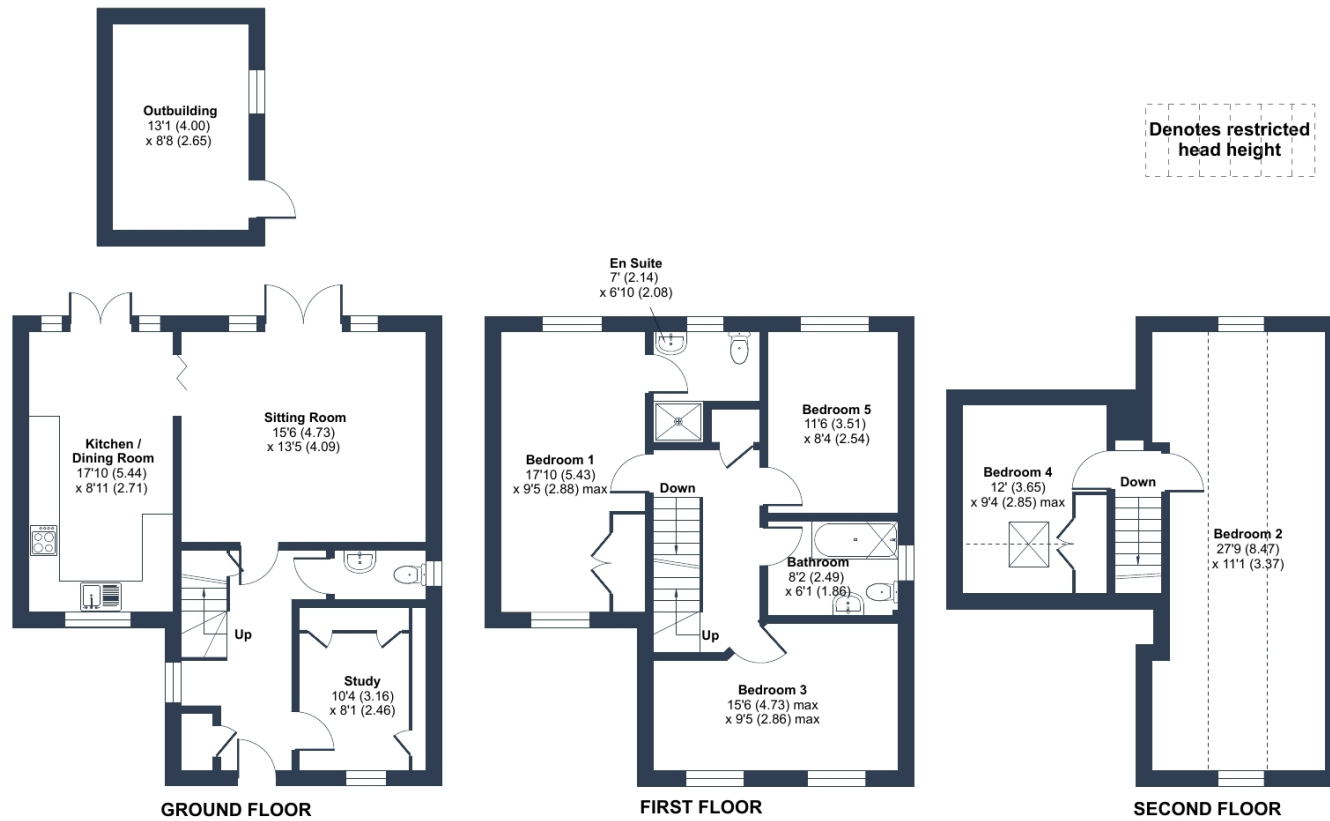 Outbuilding
13'1 (4.00)
x 8'8 (2.65)
Denotes restricted
head height
Kitchen /
Dining Room
17'10 (5.44)
x 8'11 (2.71)
Sitting Room
15'6 (4.73)
x 13'5 (4.09)
Up
Study
10'4 (3.16)
x 8'1 (2.46)
GROUND FLOOR
En Suite
7' (2.14)
x 6'10 (2.08)
Bedroom 1
17'10 (5.43)
x 9'5 (2.88) max
Down
Bedroom 5
11'6 (3.51)
x 8'4 (2.54)
Bathroom
8'2 (2.49)
x 6'1 (1.86)
Up
Bedroom 3
15'6 (4.73) max
x 9'5 (2.86) max
FIRST FLOOR
Bedroom 4
12' (3.65)
x 9'4 (2.85) max
Down
Bedroom 2
27'9 (8.47)
x 11'1 (3.37)
SECOND FLOOR